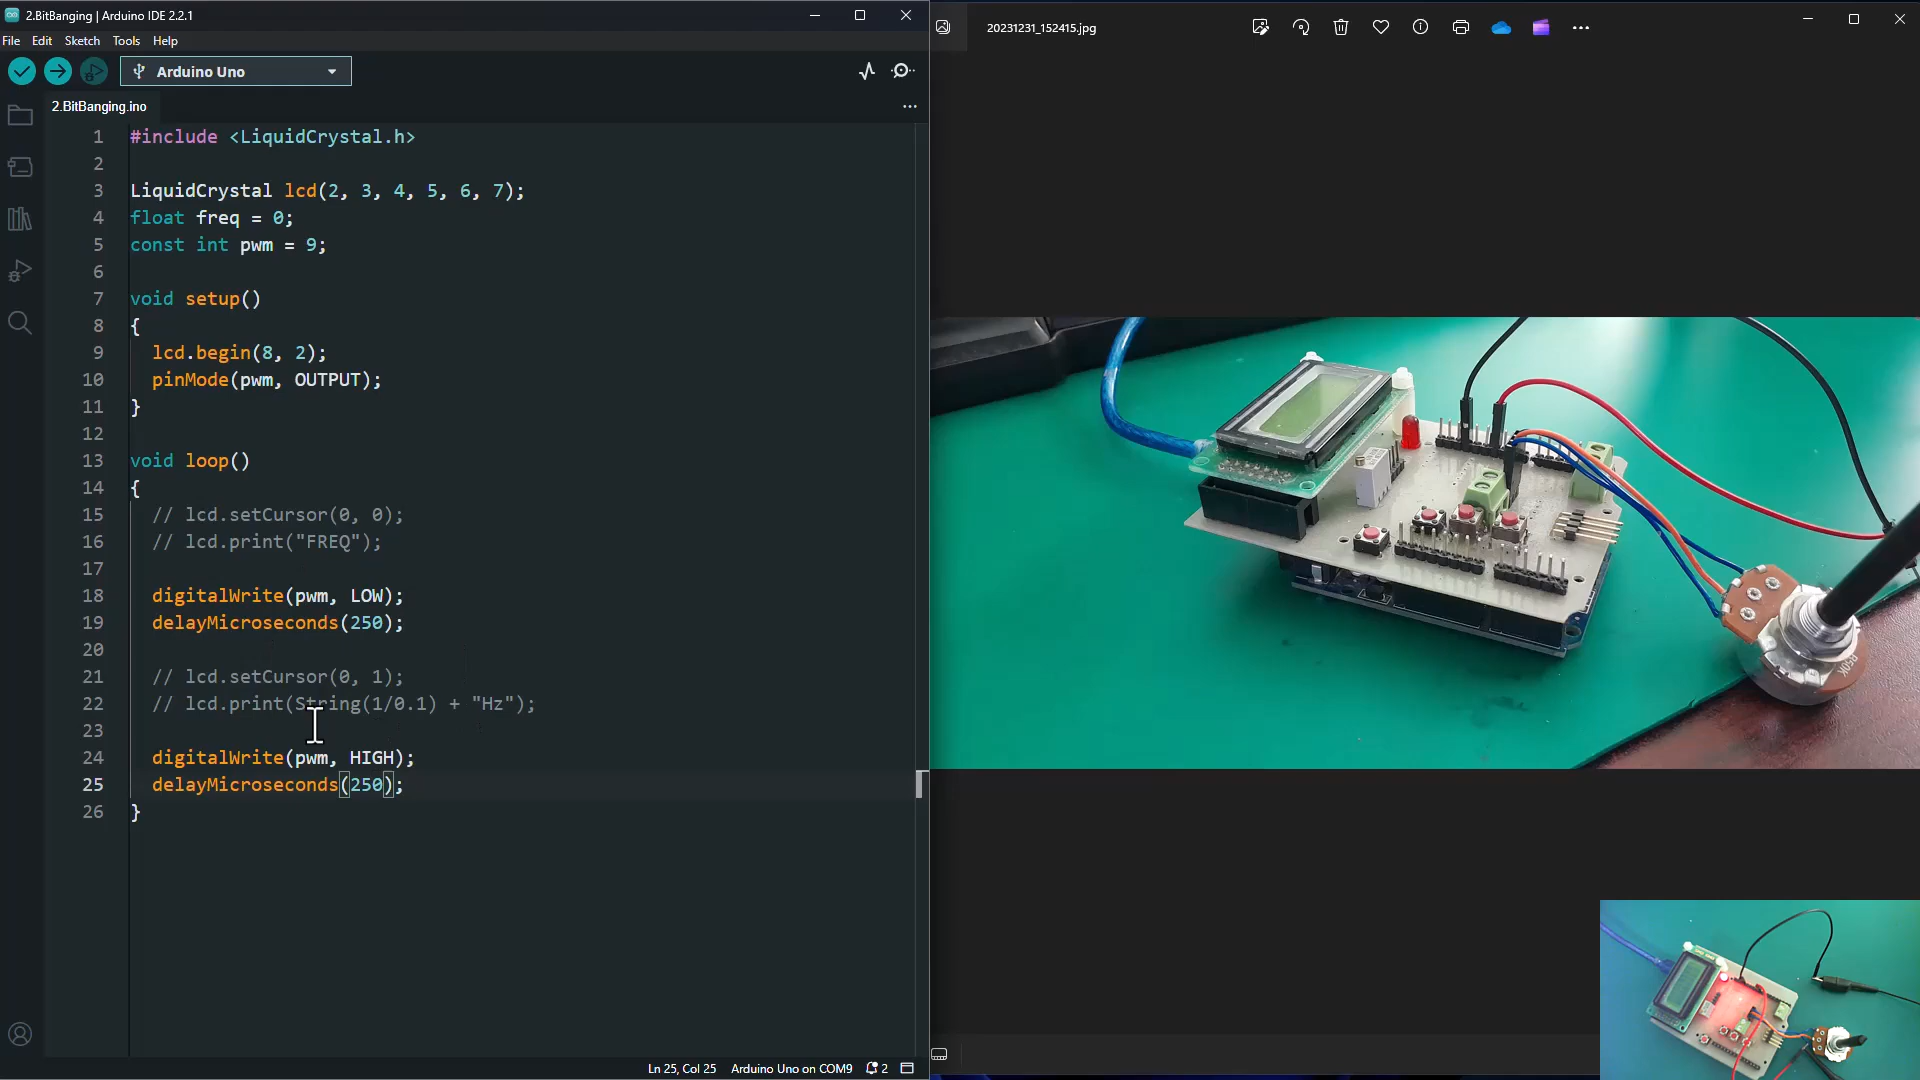 2.BitBanging | Arduino IDE 2.2.1
File Edit Sketch Tools Help
Arduino Uno
2.BitBanging.ino
1 #include <LiquidCrystal.h>
2
3 LiquidCrystal lcd(2, 3, 4, 5, 6, 7);
4 float freq = 0;
5 const int pwm = 9;
6
7 void setup()
8 {
9 lcd.begin(8, 2);
10 pinMode(pwm, OUTPUT);
11 }
12
13 void loop()
14 {
15 // lcd.setCursor(0, 0);
16 // lcd.print("FREQ");
17
18 digitalWrite(pwm, LOW);
19 delayMicroseconds(250);
20
21 // lcd.setCursor(0, 1);
22 // lcd.print(String(1/0.1) + "Hz");
23
24 digitalWrite(pwm, HIGH);
25 delayMicroseconds(250);
26 }
Ln 25, Col 25 Arduino Uno on COM9 2
20231231_152415.jpg
B50K